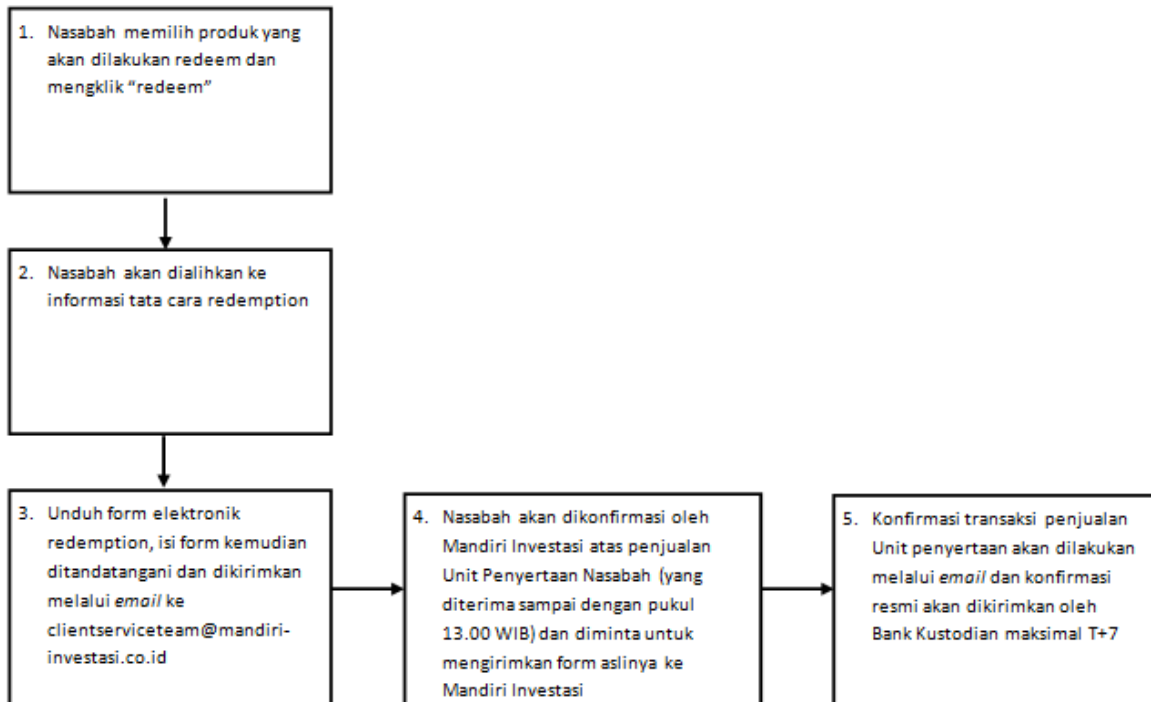 1. Nasabah memilih produk yang
akan dilakukan redeem dan
mengklik “redeem”
2. Nasabah akan dialihkan ke
informasi tata cara redemption
3. Unduh form elektronik
redemption, isi form kemudian
ditandatangani dan dikirimkan
melalui email ke
clientserviceteam@mandiri-
investasi.co.id
4. Nasabah akan dikonfirmasi oleh
Mandiri Investasi atas penjualan
Unit Penyertaan Nasabah (yang
diterima sampai dengan pukul
13.00 WIB) dan diminta untuk
mengirimkan form aslinya ke
Mandiri Investasi
5. Konfirmasi transaksi penjualan
Unit penyertaan akan dilakukan
melalui email dan konfirmasi
resmi akan dikirimkan oleh
Bank Kustodian maksimal T+7